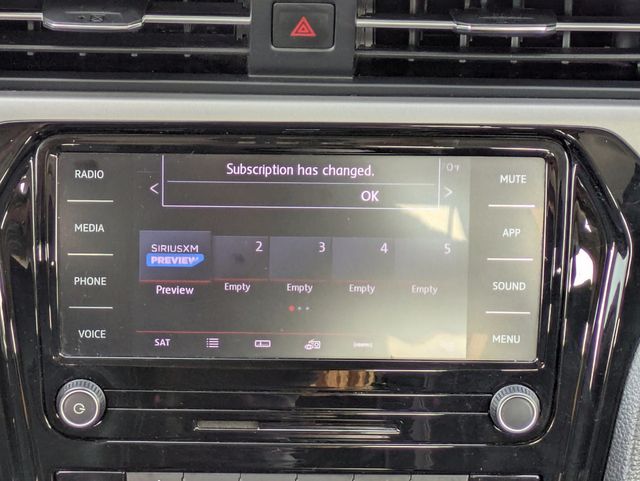 RADIO
MEDIA
PHONE
VOICE
Subscription has changed.
< >
OK
SIRIUSXM
PREVIEW
2 3 4 5
Preview Empty Empty Empty Empty
SAT
MUTE
APP
SOUND
MENU